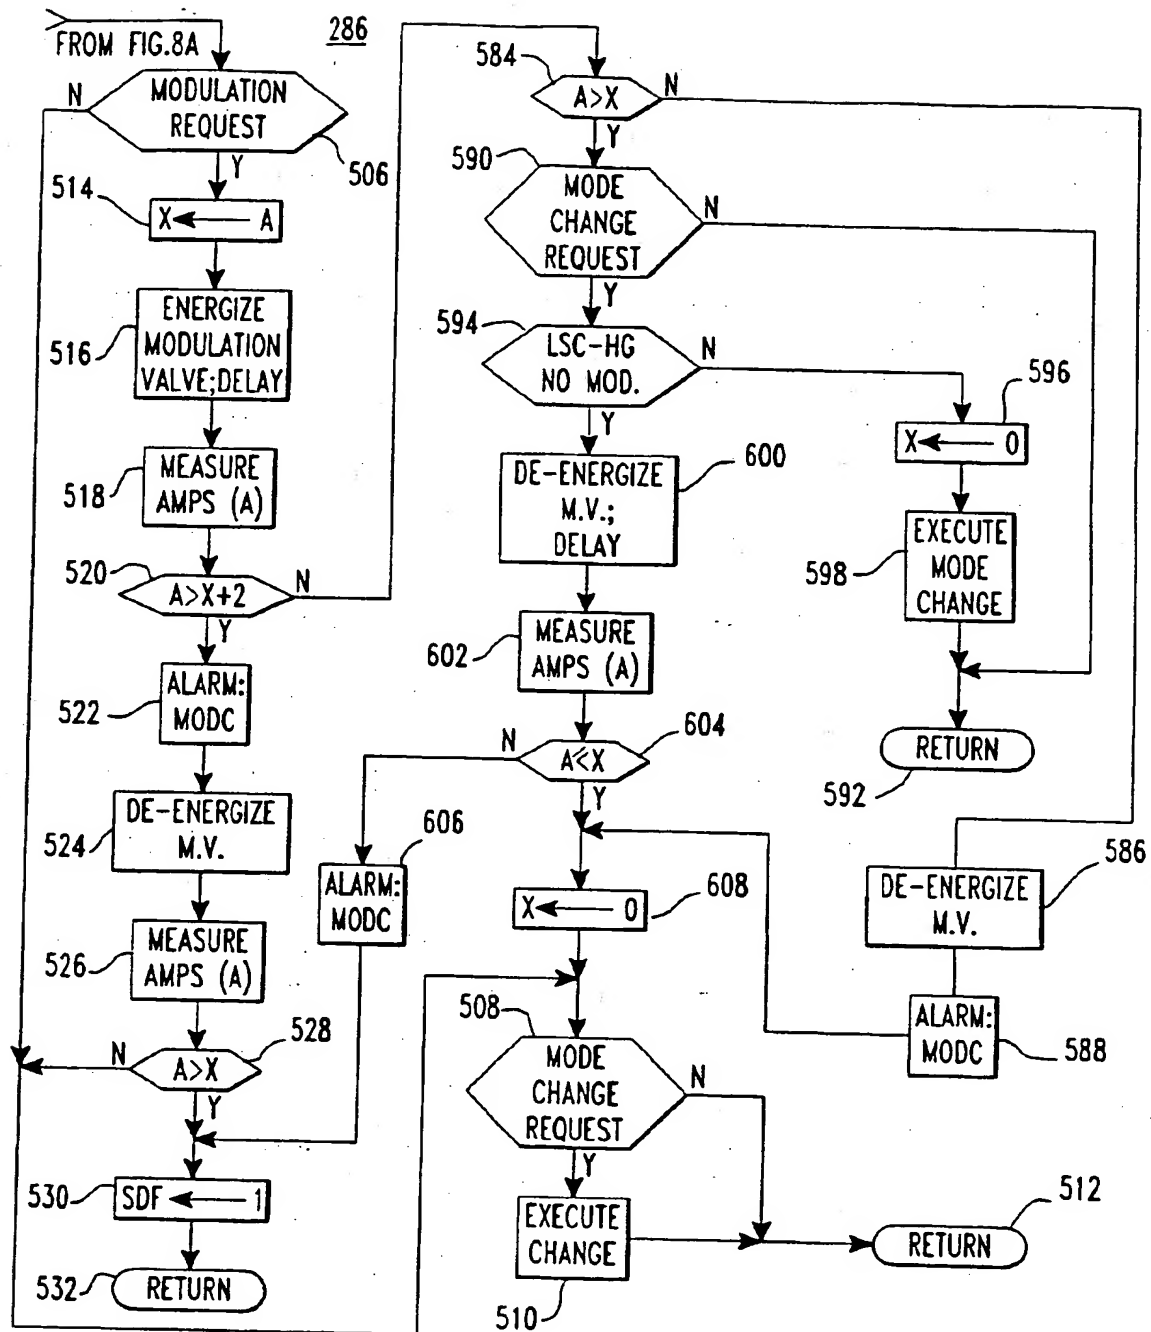 FROM FIG.8A
286
N
MODULATION
REQUEST
506
Y
514
X A
516
ENERGIZE
MODULATION
VALVE;DELAY
518
MEASURE
AMPS (A)
520
A>X+2
N
Y
522
ALARM:
MODC
524
DE-ENERGIZE
M.V.
526
MEASURE
AMPS (A)
528
N
A>X
Y
530
SDF 1
532
RETURN
584
A>X
N
Y
590
MODE
CHANGE
REQUEST
N
Y
594
LSC-HG
NO MOD.
N
Y
596
X 0
598
EXECUTE
MODE
CHANGE
RETURN
592
600
DE-ENERGIZE
M.V.;
DELAY
602
MEASURE
AMPS (A)
604
N
A≤X
Y
606
ALARM:
MODC
608
X 0
586
DE-ENERGIZE
M.V.
588
ALARM:
MODC
508
MODE
CHANGE
REQUEST
N
Y
EXECUTE
CHANGE
510
512
RETURN